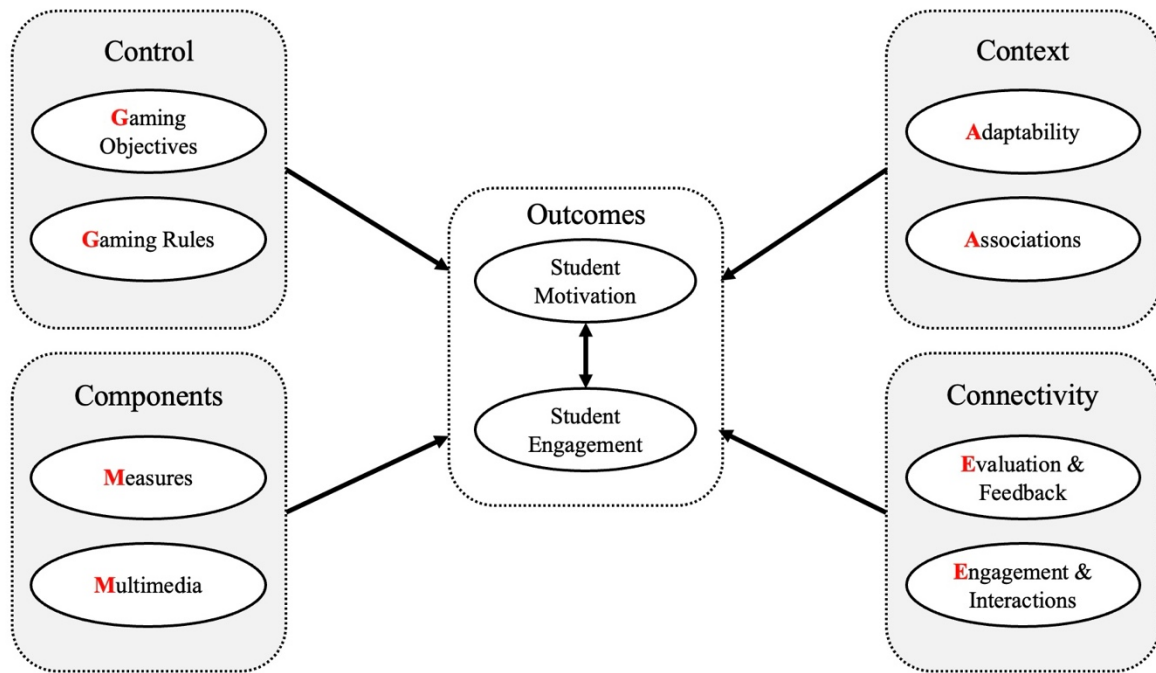 Control
Gaming
Objectives
Gaming Rules
Components
Measures
Multimedia
Outcomes
Student
Motivation
Student
Engagement
Context
Adaptability
Associations
Connectivity
Evaluation &
Feedback
Engagement &
Interactions